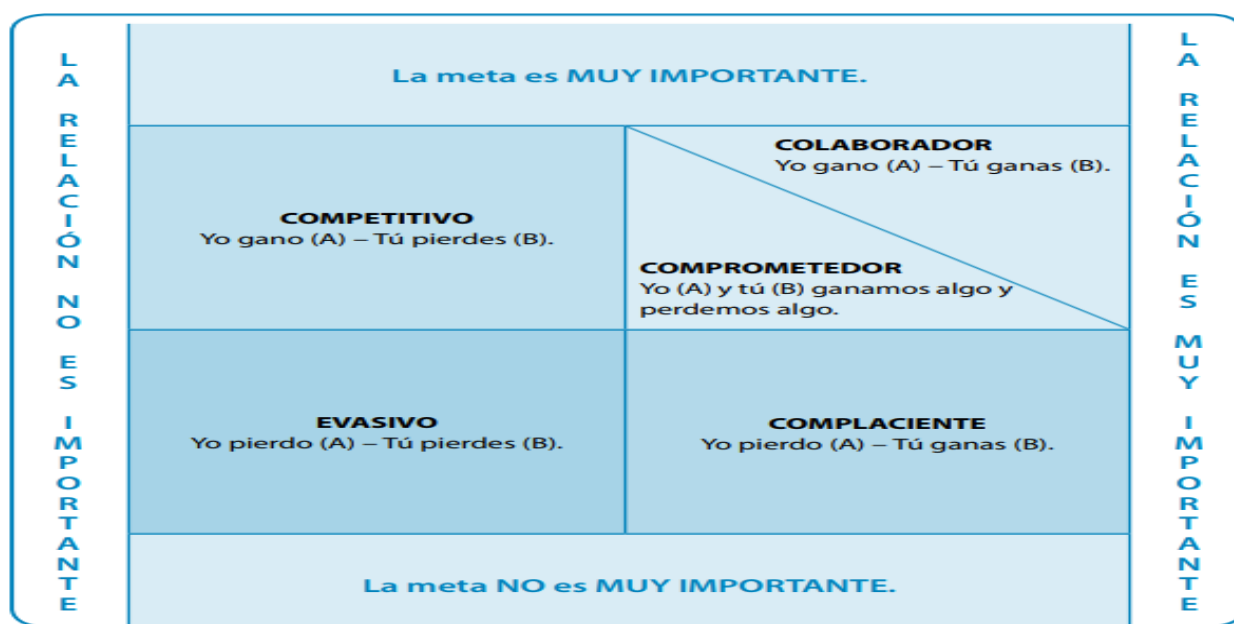 LA RELACIÓN NO ES IMPORTANTE
La meta es MUY IMPORTANTE.
COMPETITIVO
Yo gano (A) – Tú pierdes (B).
COLABORADOR
Yo gano (A) – Tú ganas (B).
COMPROMETEDOR
Yo (A) y tú (B) ganamos algo y
perdemos algo.
EVASIVO
Yo pierdo (A) – Tú pierdes (B).
COMPLACIENTE
Yo pierdo (A) – Tú ganas (B).
La meta NO es MUY IMPORTANTE.
LA RELACIÓN ES MUY IMPORTANTE